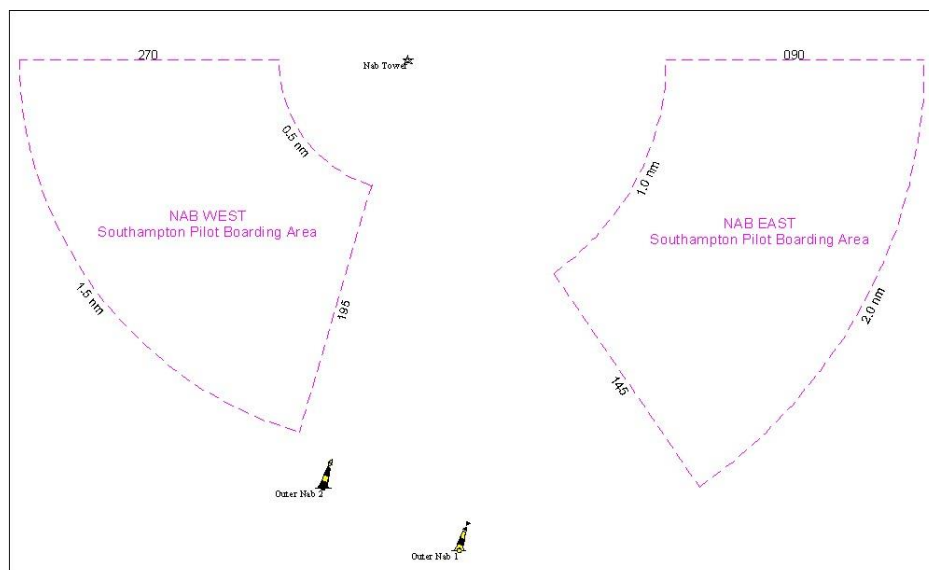 270
090
Nab Tower
0.5 nm
1.0 nm
NAB WEST
Southampton Pilot Boarding Area
NAB EAST
Southampton Pilot Boarding Area
1.5 nm
195
2.0 nm
145
Outer Nab 2
Outer Nab 1